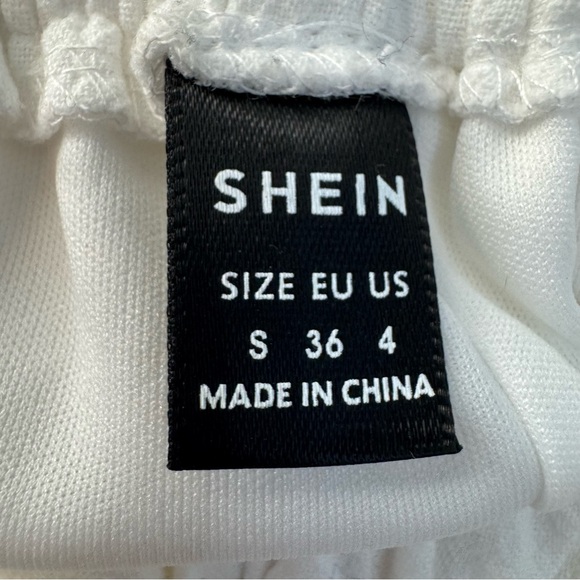 SHEIN
SIZE EU US
S 36 4
MADE IN CHINA